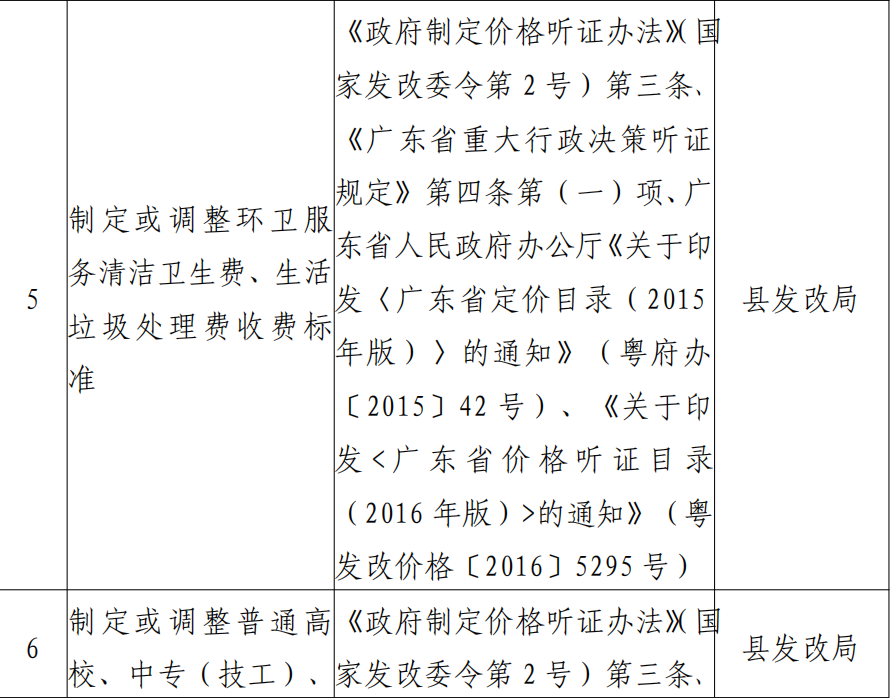 5
制定或调整环卫服
务清洁卫生费、生活
垃圾处理费收费标
准
《政府制定价格听证办法》（国
家发改委令第 2 号）第三条、
《广东省重大行政决策听证
规定》第四条第（一）项、广
东省人民政府办公厅《关于印
发〈广东省定价目录（2015
年版）〉的通知》（粤府办
〔2015〕42 号）、《关于印
发<广东省价格听证目录
（2016 年版）>的通知》（粤
发改价格〔2016〕5295 号）
县发改局
6
制定或调整普通高
校、中专（技工）、
《政府制定价格听证办法》（国
家发改委令第 2 号）第三条、
县发改局